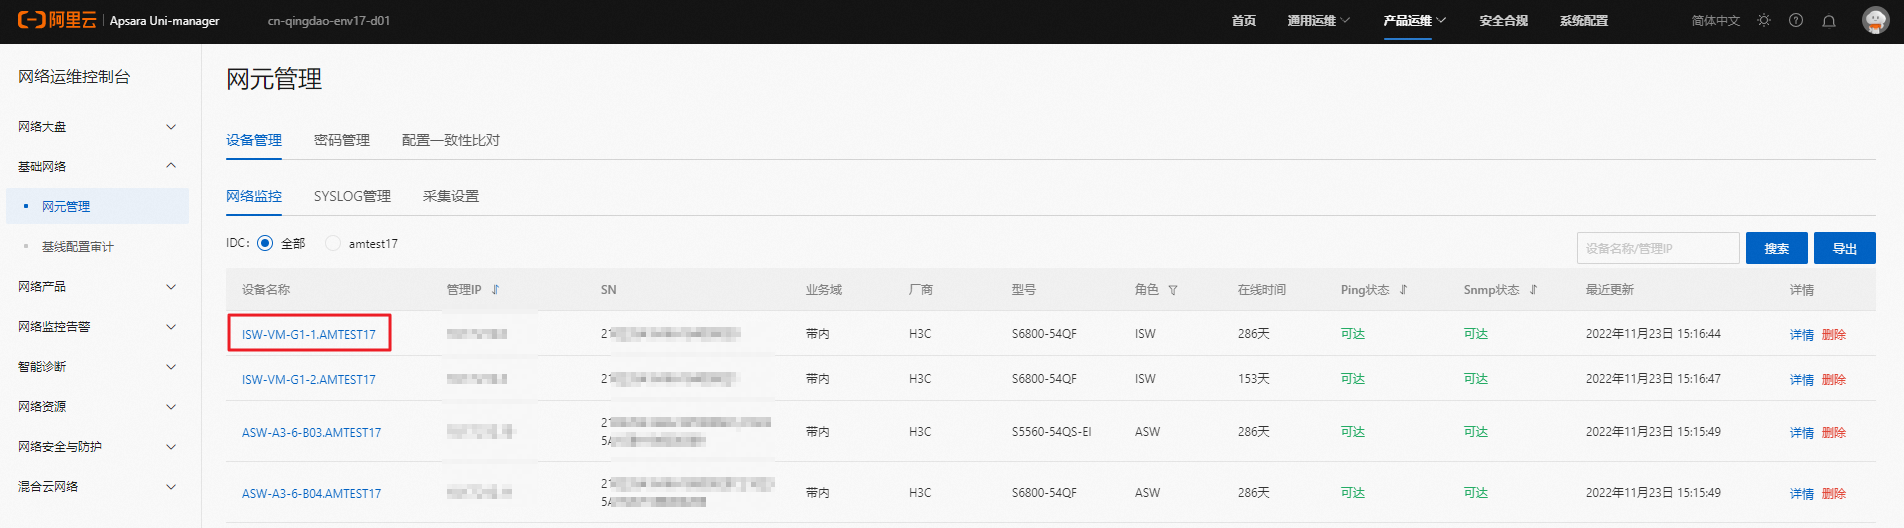 阿里云 Apsara Uni-manager cn-qingdao-env17-d01 首页 通用运维 产品运维 安全合规 系统配置 简体中文
网络运维控制台
网络大盘
基础网络
网元管理
基线配置审计
网络产品
网络监控告警
智能诊断
网络资源
网络安全与防护
混合云网络
网元管理
设备管理 密码管理 配置一致性比对
网络监控 SYSLOG管理 采集设置
IDC: 全部 amtest17 设备名称/管理IP 搜索 导出
设备名称 管理IP SN 业务域 厂商 型号 角色 在线时间 Ping状态 Snmp状态 最近更新 详情
ISW-VM-G1-1.AMTEST17 带内 H3C S6800-54QF ISW 286天 可达 可达 2022年11月23日 15:16:44 详情 删除
ISW-VM-G1-2.AMTEST17 带内 H3C S6800-54QF ISW 153天 可达 可达 2022年11月23日 15:16:47 详情 删除
ASW-A3-6-B03.AMTEST17 带内 H3C S5560-54QS-EI ASW 286天 可达 可达 2022年11月23日 15:15:49 详情 删除
ASW-A3-6-B04.AMTEST17 带内 H3C S6800-54QF ASW 286天 可达 可达 2022年11月23日 15:15:49 详情 删除